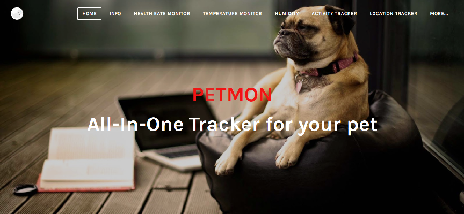 HOME INFO HEALTH RATE MONITOR TEMPERATURE MONITOR HUMIDITY ACTIVITY TRACKER LOCATION TRACKER MORE...
PETMON
All-In-One Tracker for your pet